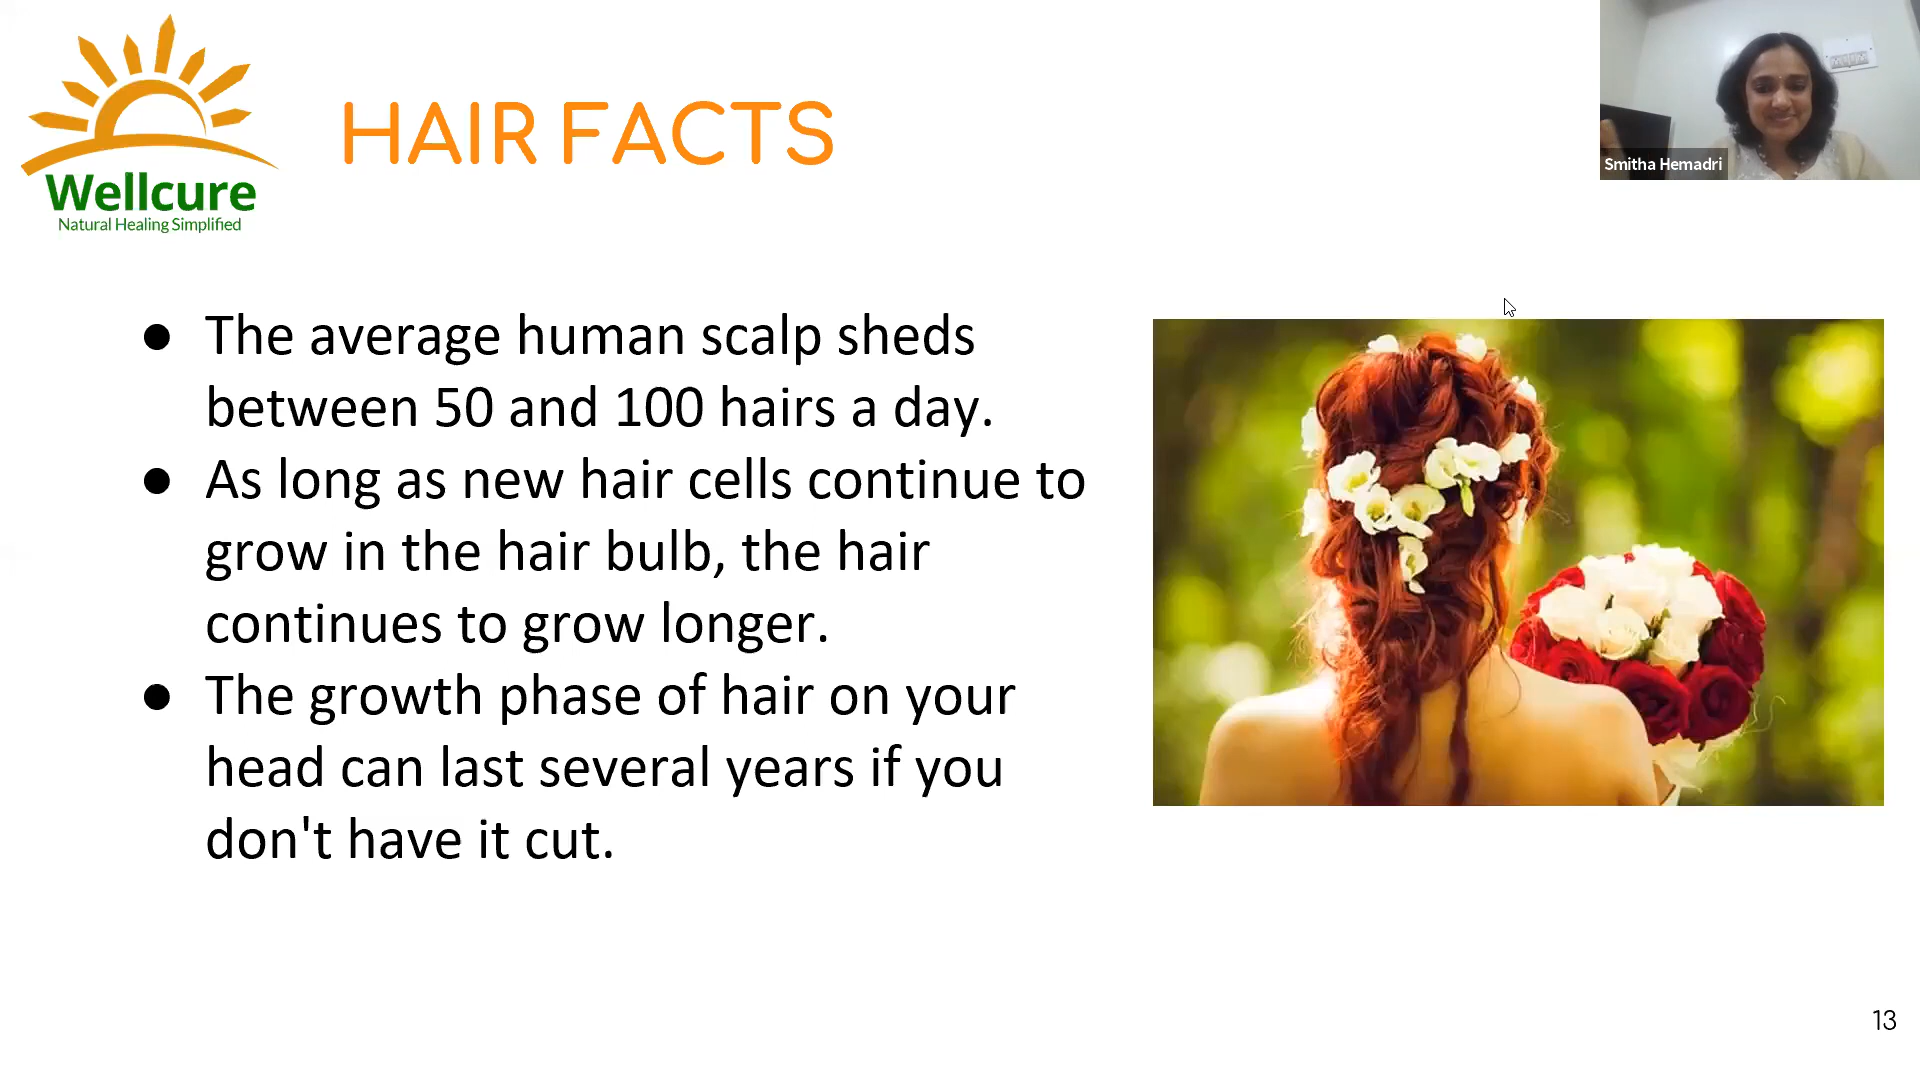 Wellcure
Natural Healing Simplified
HAIR FACTS
Smitha Hemadri
● The average human scalp sheds
between 50 and 100 hairs a day.
● As long as new hair cells continue to
grow in the hair bulb, the hair
continues to grow longer.
● The growth phase of hair on your
head can last several years if you
don't have it cut.
13